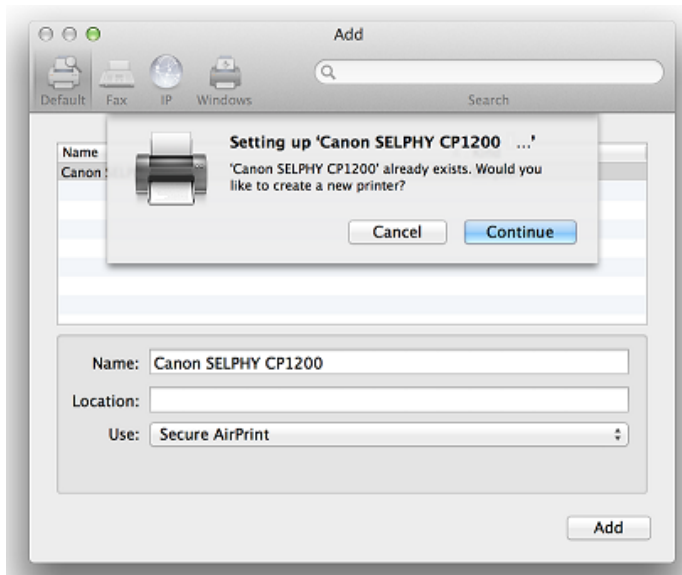 Add
Default Fax IP Windows Search
Setting up ‘Canon SELPHY CP1200 ...’
‘Canon SELPHY CP1200’ already exists. Would you
like to create a new printer?
Cancel Continue
Name
Canon
Name: Canon SELPHY CP1200
Location:
Use: Secure AirPrint
Add